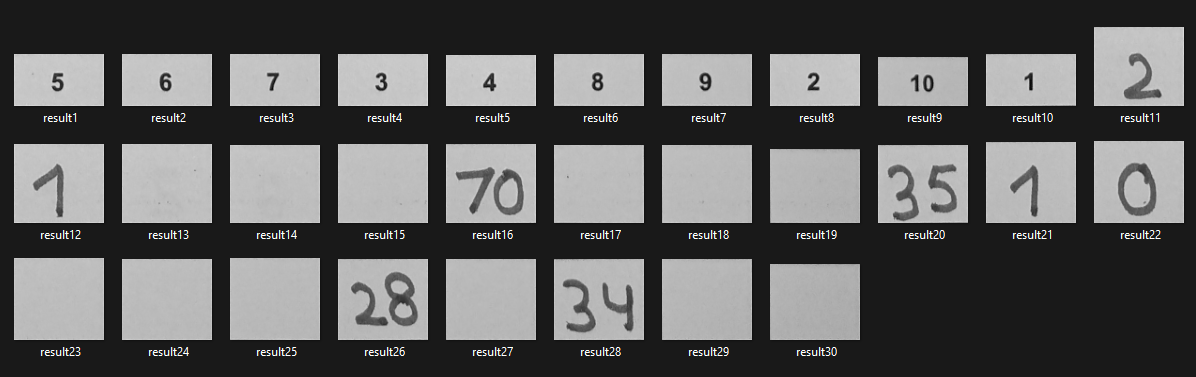 5 6 7 3 4 8 9 2 10 1 2
result1 result2 result3 result4 result5 result6 result7 result8 result9 result10 result11
1 70 35 1 0
result12 result13 result14 result15 result16 result17 result18 result19 result20 result21 result22
28 34
result23 result24 result25 result26 result27 result28 result29 result30